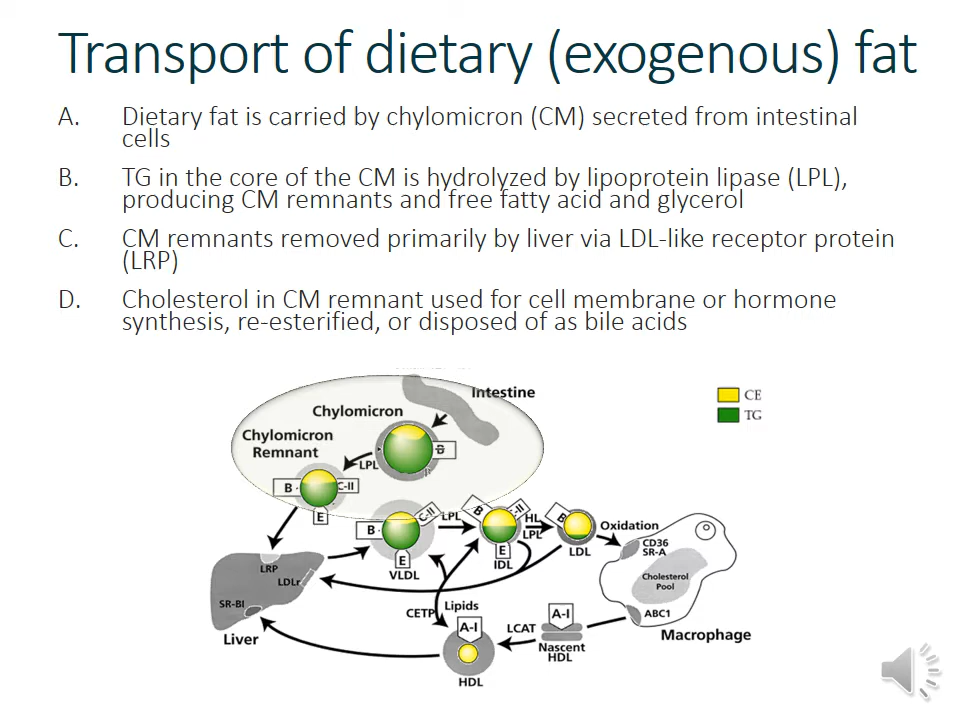 Transport of dietary (exogenous) fat
A. Dietary fat is carried by chylomicron (CM) secreted from intestinal
cells
B. TG in the core of the CM is hydrolyzed by lipoprotein lipase (LPL),
producing CM remnants and free fatty acid and glycerol
C. CM remnants removed primarily by liver via LDL-like receptor protein
(LRP)
D. Cholesterol in CM remnant used for cell membrane or hormone
synthesis, re-esterified, or disposed of as bile acids
Intestine
CE
TG
Chylomicron
Chylomicron
Remnant
LPL
B
B
C-II
E
B
C-II
LPL
B
C-II
HL
LPL
B
Oxidation
E
VLDL
E
IDL
LDL
CD36
SR-A
Cholesterol
Pool
ABC1
Macrophage
LRP
LDLr
SR-BI
Liver
CETP
Lipids
A-I
HDL
LCAT
A-I
Nascent
HDL